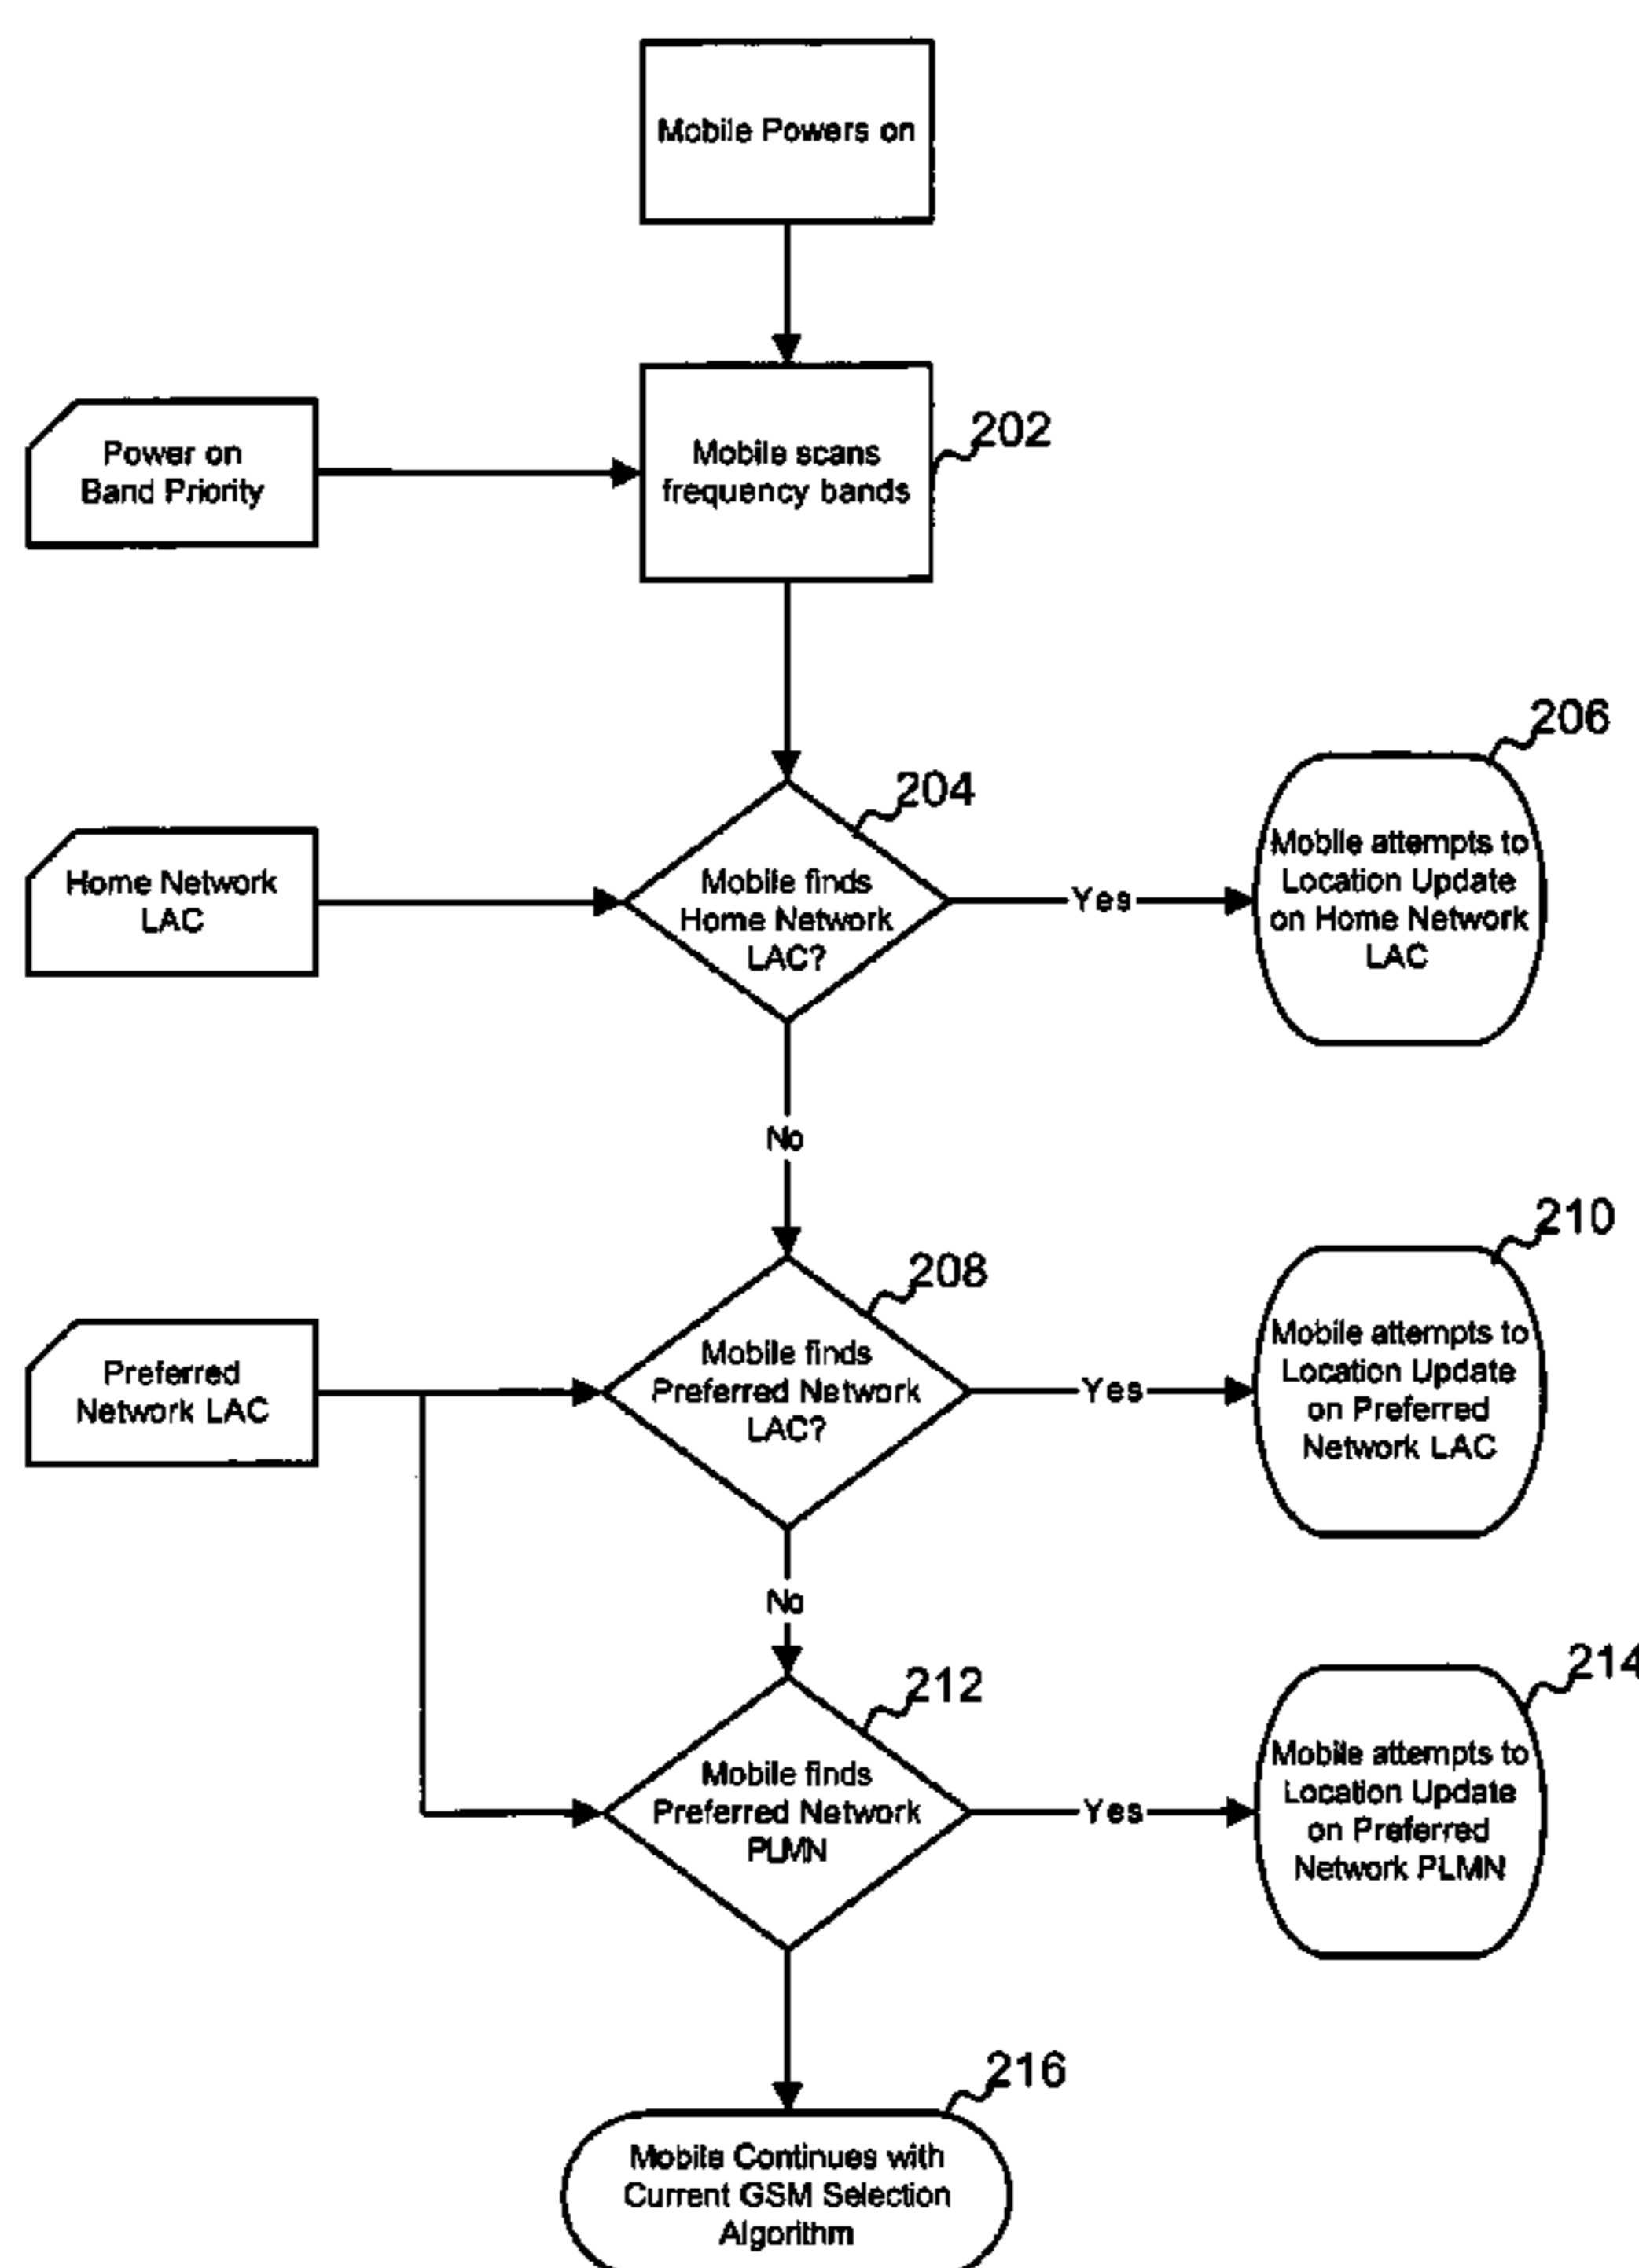 Mobile Powers on
Power on
Band Priority
Mobile scans
frequency bands
202
Home Network
LAC
204
Mobile finds
Home Network
LAC?
Yes
206
Mobile attempts to
Location Update
on Home Network
LAC
No
Preferred
Network LAC
208
Mobile finds
Preferred Network
LAC?
Yes
210
Mobile attempts to
Location Update
on Preferred
Network LAC
No
212
Mobile finds
Preferred Network
PLMN
Yes
214
Mobile attempts to
Location Update
on Preferred
Network PLMN
216
Mobile Continues with
Current GSM Selection
Algorithm